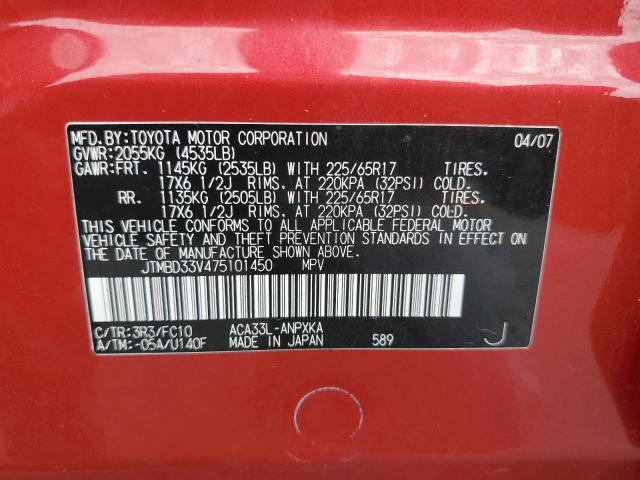 MFD.BY:TOYOTA MOTOR CORPORATION 04/07
GVWR:2055KG (4535LB)
GAWR:FRT. 1145KG (2535LB) WITH 225/65R17 TIRES.
17X6 1/2J RIMS. AT 220KPA (32PSI) COLD.
RR. 1135KG (2505LB) WITH 225/65R17 TIRES.
17X6 1/2J RIMS. AT 220KPA (32PSI) COLD.
THIS VEHICLE CONFORMS TO ALL APPLICABLE FEDERAL MOTOR
VEHICLE SAFETY AND THEFT PREVENTION STANDARDS IN EFFECT ON
THE DATE OF MANUFACTURE SHOWN ABOVE.
JTMBD33V475101450 MPV
C/TR:3R3/FC10 ACA33L-ANPXKA
A/TM:-05A/U140F MADE IN JAPAN 589 J